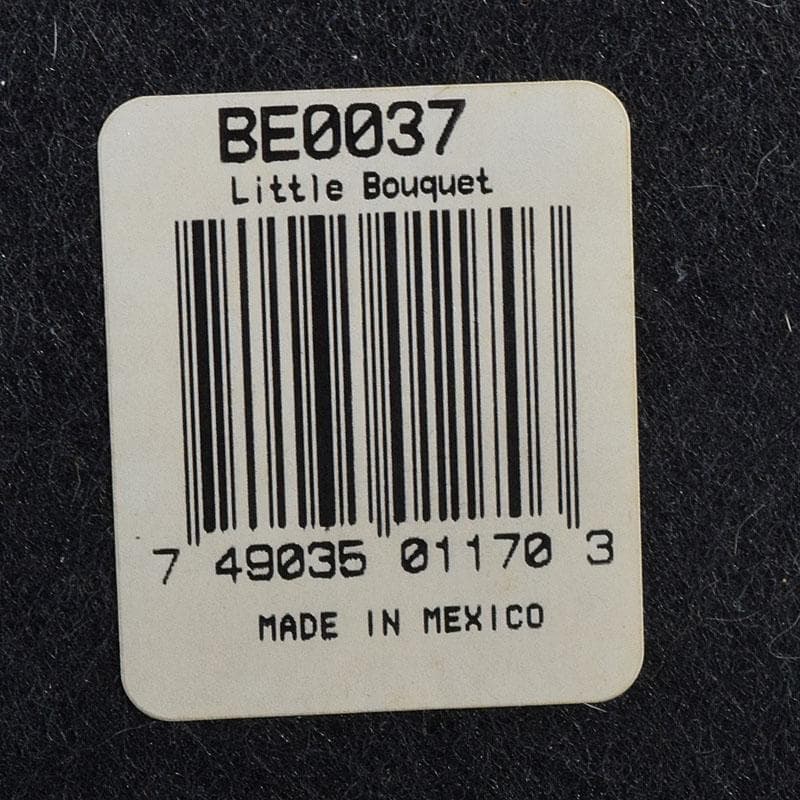 BE0037
Little Bouquet
7 49035 01170 3
MADE IN MEXICO